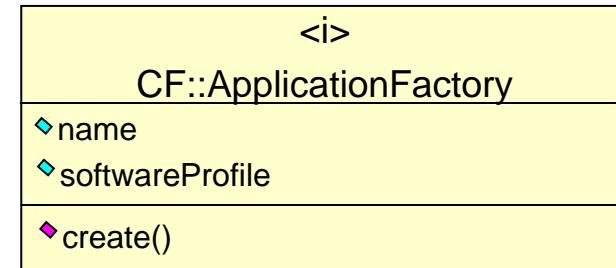 <i>
CF::ApplicationFactory
name
softwareProfile
create()